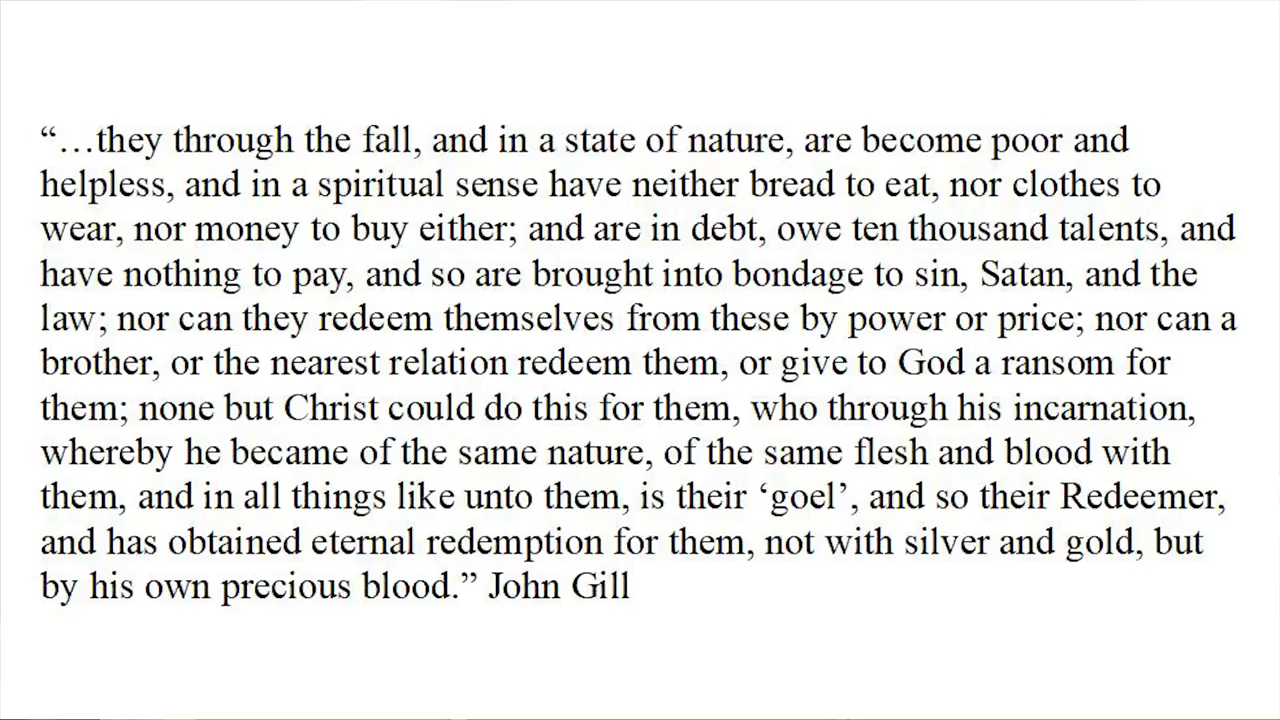 “…they through the fall, and in a state of nature, are become poor and
helpless, and in a spiritual sense have neither bread to eat, nor clothes to
wear, nor money to buy either; and are in debt, owe ten thousand talents, and
have nothing to pay, and so are brought into bondage to sin, Satan, and the
law; nor can they redeem themselves from these by power or price; nor can a
brother, or the nearest relation redeem them, or give to God a ransom for
them; none but Christ could do this for them, who through his incarnation,
whereby he became of the same nature, of the same flesh and blood with
them, and in all things like unto them, is their ‘goel’, and so their Redeemer,
and has obtained eternal redemption for them, not with silver and gold, but
by his own precious blood.” John Gill